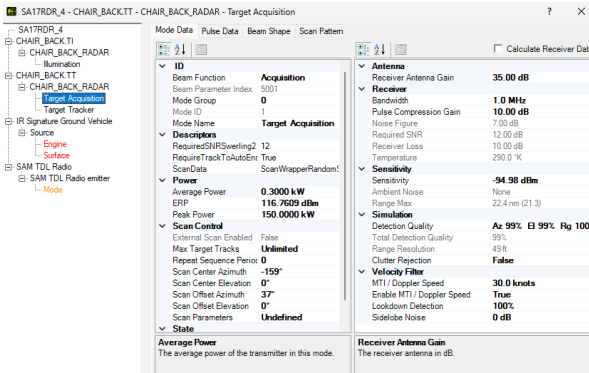 SA17RDR_4 - CHAIR_BACK.TT - CHAIR_BACK_RADAR - Target Acquisition
SA17RDR_4
CHAIR_BACK.TI
CHAIR_BACK_RADAR
Illumination
CHAIR_BACK.TT
CHAIR_BACK_RADAR
Target Acquisition
Target Tracker
IR Signature Ground Vehicle
Source
Engine
Surface
SAM TDL Radio
SAM TDL Radio emitter
Mode
Mode Data Pulse Data Beam Shape Scan Pattern
ID
Beam Function Acquisition
Beam Parameter Index 5001
Mode Group 0
Mode ID 1
Mode Name Target Acquisition
Descriptors
RequiredSNRSwerling2 12
RequireTrackToAutoEn True
ScanData ScanWrapperRandom
Power
Average Power 0.3000 kW
ERP 116.7609 dBm
Peak Power 150.0000 kW
Scan Control
External Scan Enabled False
Max Target Tracks Unlimited
Repeat Sequence Perio 0
Scan Center Azimuth -159°
Scan Center Elevation 0°
Scan Offset Azimuth 37°
Scan Offset Elevation 0°
Scan Parameters Undefined
State
Average Power
The average power of the transmitter in this mode.
Calculate Receiver Dat
Antenna
Receiver Antenna Gain 35.00 dB
Receiver
Bandwidth 1.0 MHz
Pulse Compression Gain 10.00 dB
Noise Figure 7.00 dB
Required SNR 12.00 dB
Receiver Loss 10.00 dB
Temperature 290.0 °K
Sensitivity
Sensitivity -94.98 dBm
Ambient Noise None
Range Max 22.4 nm (21.3)
Simulation
Detection Quality Az 99% El 99% Rg 100
Total Detection Quality 99%
Range Resolution 49 ft
Clutter Rejection False
Velocity Filter
MTI / Doppler Speed 30.0 knots
Enable MTI / Doppler Speed True
Lookdown Detection 100%
Sidelobe Noise 0 dB
Receiver Antenna Gain
The receiver antenna in dB.